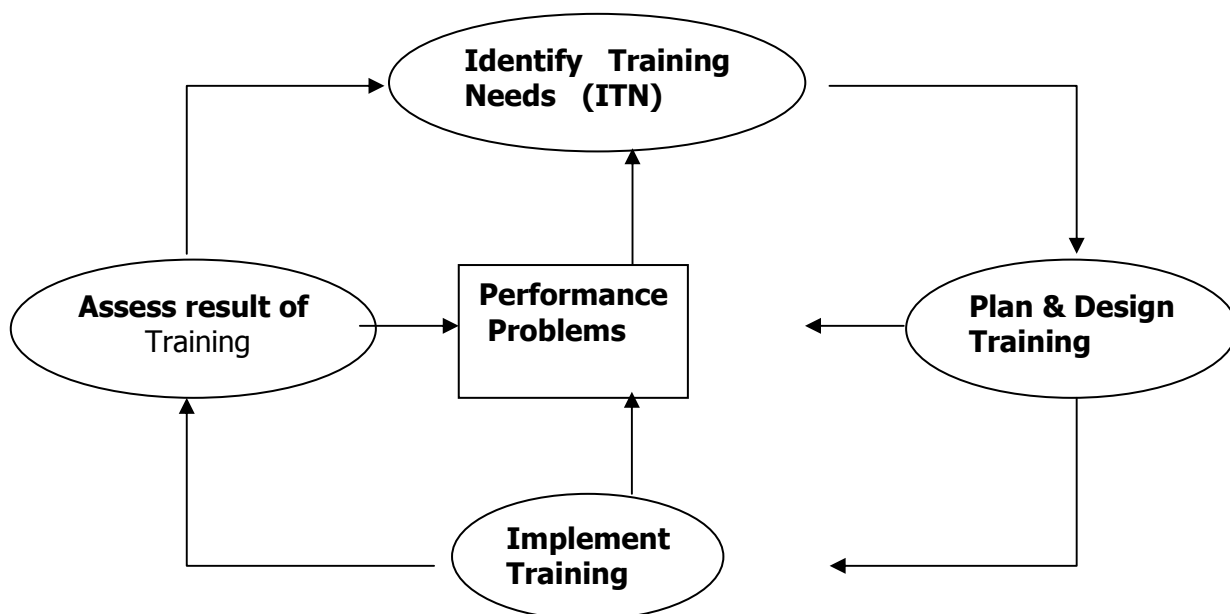 Identify Training
Needs (ITN)
Assess result of
Training
Performance
Problems
Plan & Design
Training
Implement
Training